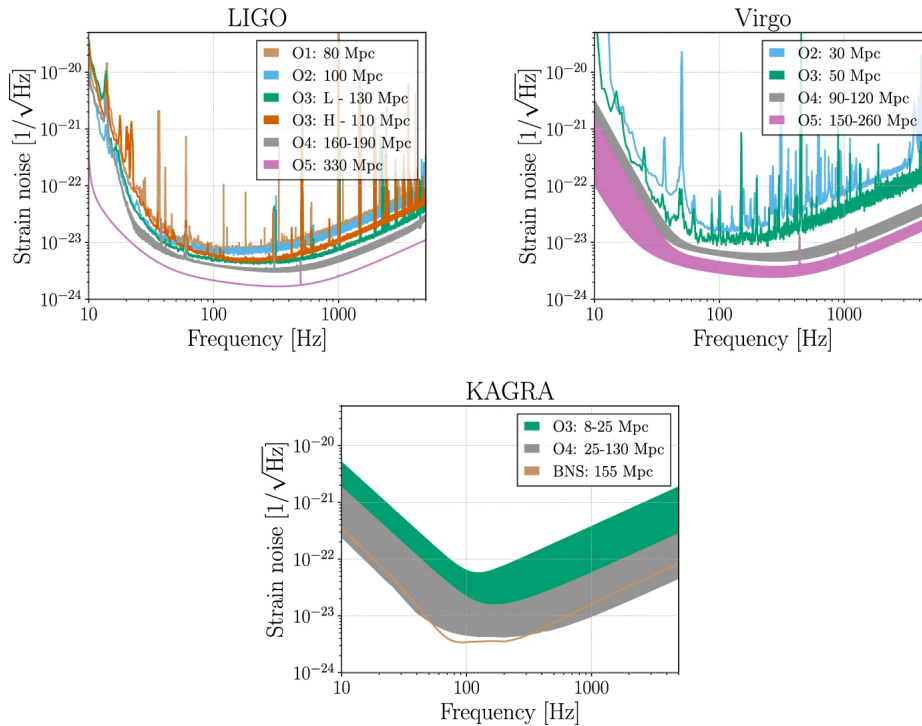 LIGO
Strain noise [1/√Hz]
10⁻²⁰
10⁻²¹
10⁻²²
10⁻²³
10⁻²⁴
O1: 80 Mpc
O2: 100 Mpc
O3: L - 130 Mpc
O3: H - 110 Mpc
O4: 160-190 Mpc
O5: 330 Mpc
10 100 1000
Frequency [Hz]
Virgo
Strain noise [1/√Hz]
10⁻²⁰
10⁻²¹
10⁻²²
10⁻²³
10⁻²⁴
O2: 30 Mpc
O3: 50 Mpc
O4: 90-120 Mpc
O5: 150-260 Mpc
10 100 1000
Frequency [Hz]
KAGRA
Strain noise [1/√Hz]
10⁻²⁰
10⁻²¹
10⁻²²
10⁻²³
10⁻²⁴
O3: 8-25 Mpc
O4: 25-130 Mpc
BNS: 155 Mpc
10 100 1000
Frequency [Hz]